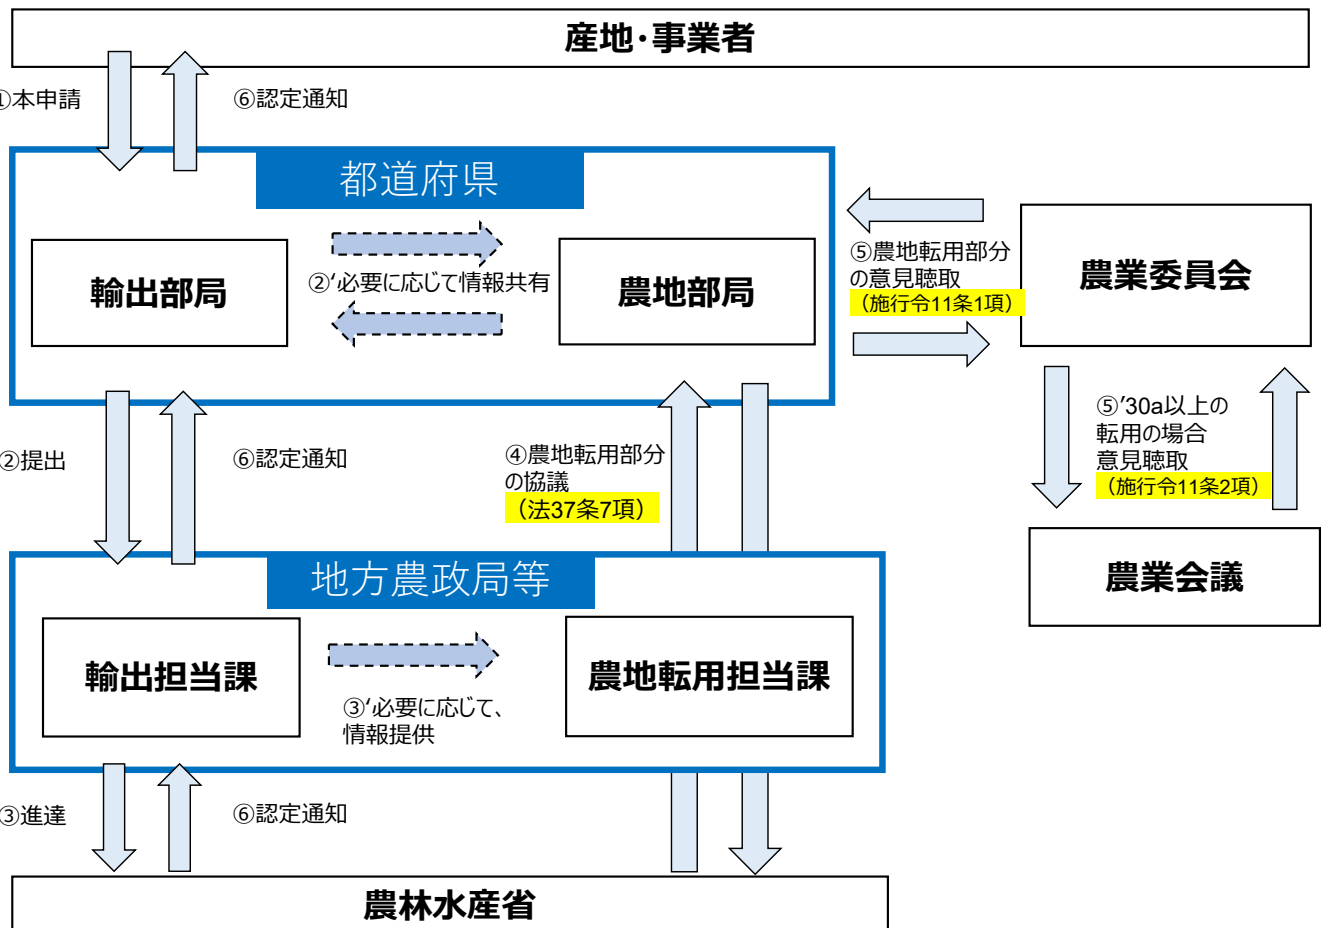 産地・事業者
①本申請
⑥認定通知
都道府県
輸出部局
②‘必要に応じて情報共有
農地部局
⑤農地転用部分
の意見聴取
（施行令11条1項）
農業委員会
②提出
⑥認定通知
④農地転用部分
の協議
（法37条7項）
⑤’30a以上の
転用の場合
意見聴取
（施行令11条2項）
地方農政局等
輸出担当課
③‘必要に応じて、
情報提供
農地転用担当課
農業会議
③進達
⑥認定通知
農林水産省